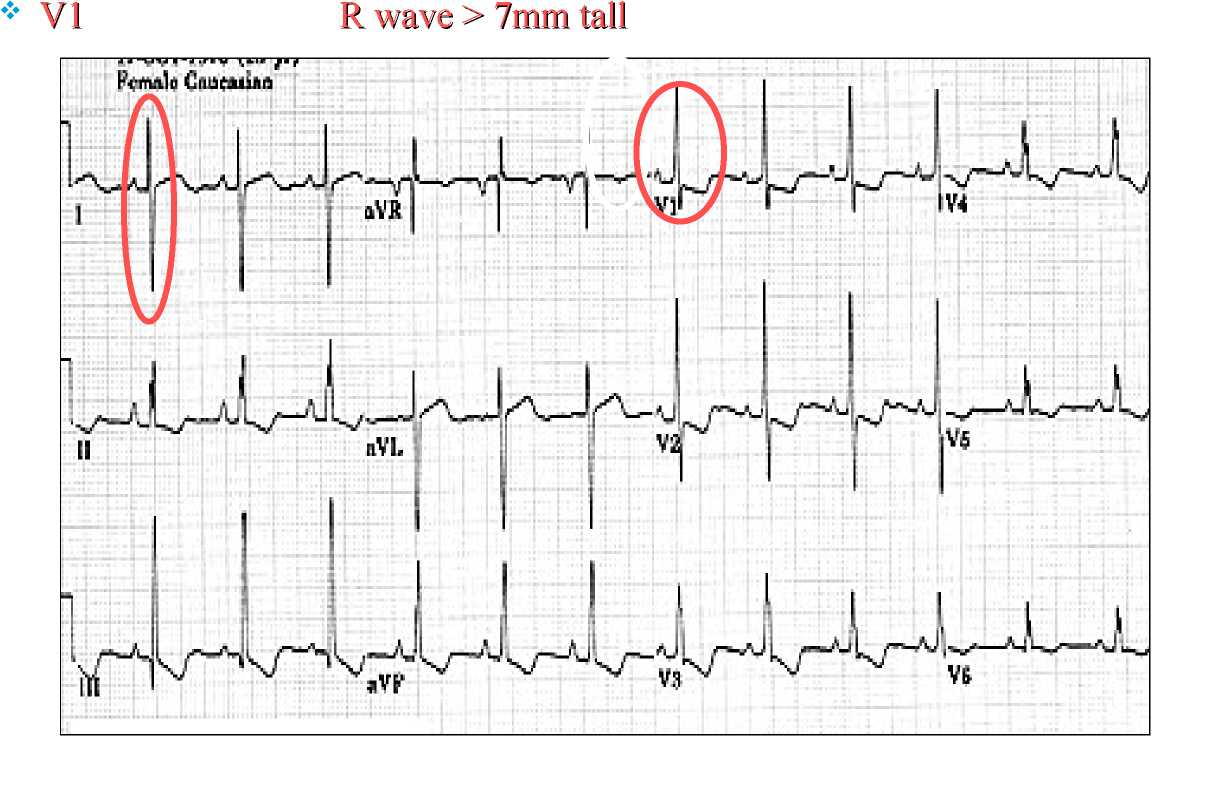 V1 R wave > 7mm tall
Female Caucasian
I aVR V1 V4
II aVL V2 V5
III aVF V3 V6